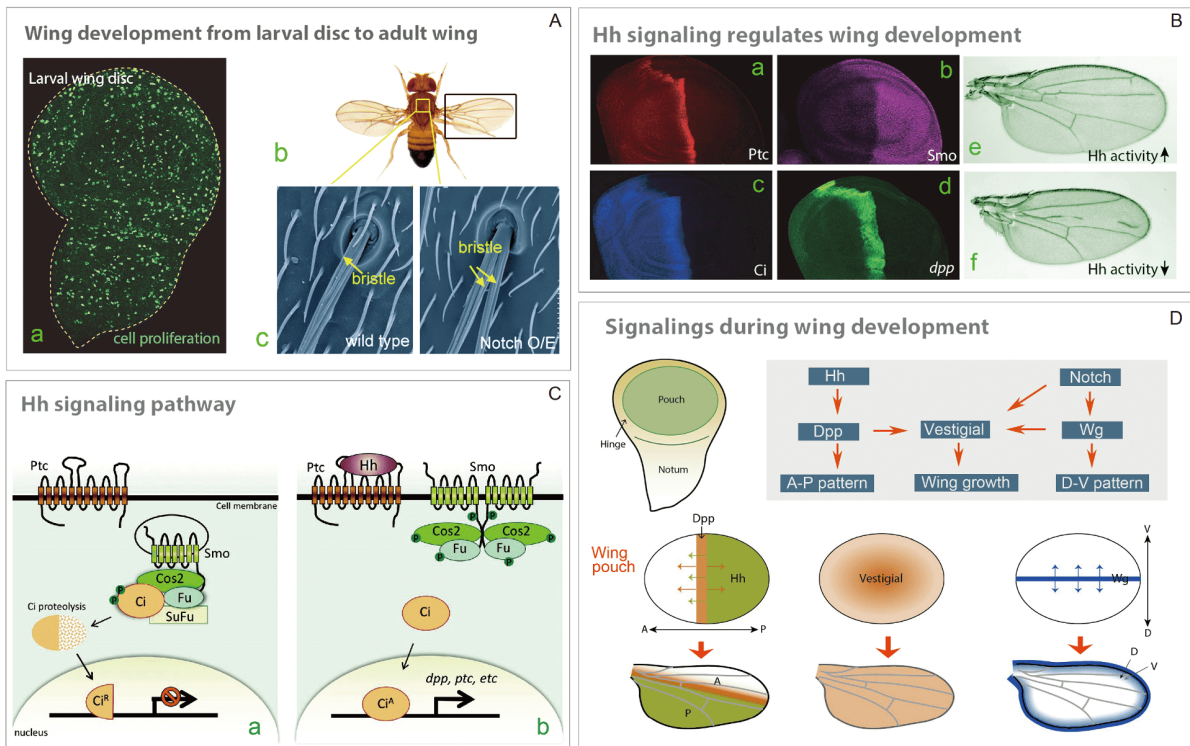 A
Wing development from larval disc to adult wing
Larval wing disc
a
cell proliferation
b
c
bristle
wild type
bristle
Notch O/E
B
Hh signaling regulates wing development
a
Ptc
b
Smo
c
Ci
d
dpp
e
Hh activity
f
Hh activity
C
Hh signaling pathway
Ptc
Cell membrane
Smo
Cos2
P
Ci
Fu
P
SuFu
Ci proteolysis
Ci^R
nucleus
a
Ptc
Hh
Smo
P
P
P
Cos2
Cos2
P
Fu
Fu
P
P
Ci
dpp, ptc, etc
Ci^A
b
D
Signalings during wing development
Pouch
Hinge
Notum
Hh
Notch
Dpp
Vestigial
Wg
A-P pattern
Wing growth
D-V pattern
Wing
pouch
Dpp
Hh
A
P
Vestigial
V
Wg
D
A
P
D
V